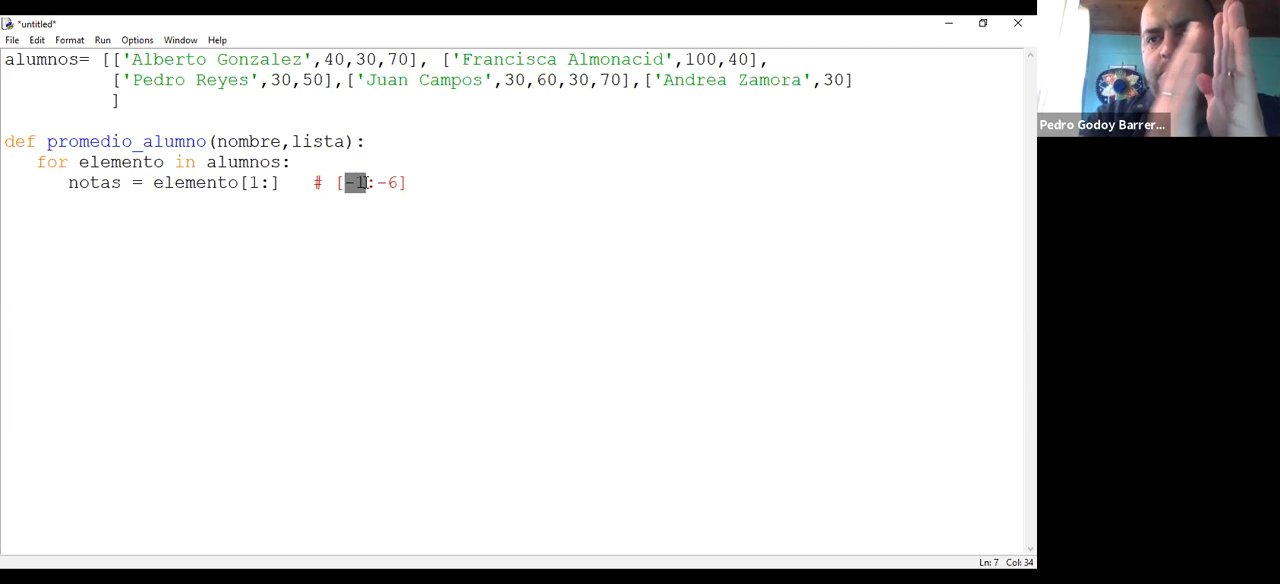 *untitled*
File Edit Format Run Options Window Help
alumnos= [['Alberto Gonzalez',40,30,70], ['Francisca Almonacid',100,40],
['Pedro Reyes',30,50],['Juan Campos',30,60,30,70],['Andrea Zamora',30]
]
def promedio_alumno(nombre,lista):
for elemento in alumnos:
notas = elemento[1:] # [-1:-6]
Pedro Godoy Barrer...
Ln: 7 Col: 34